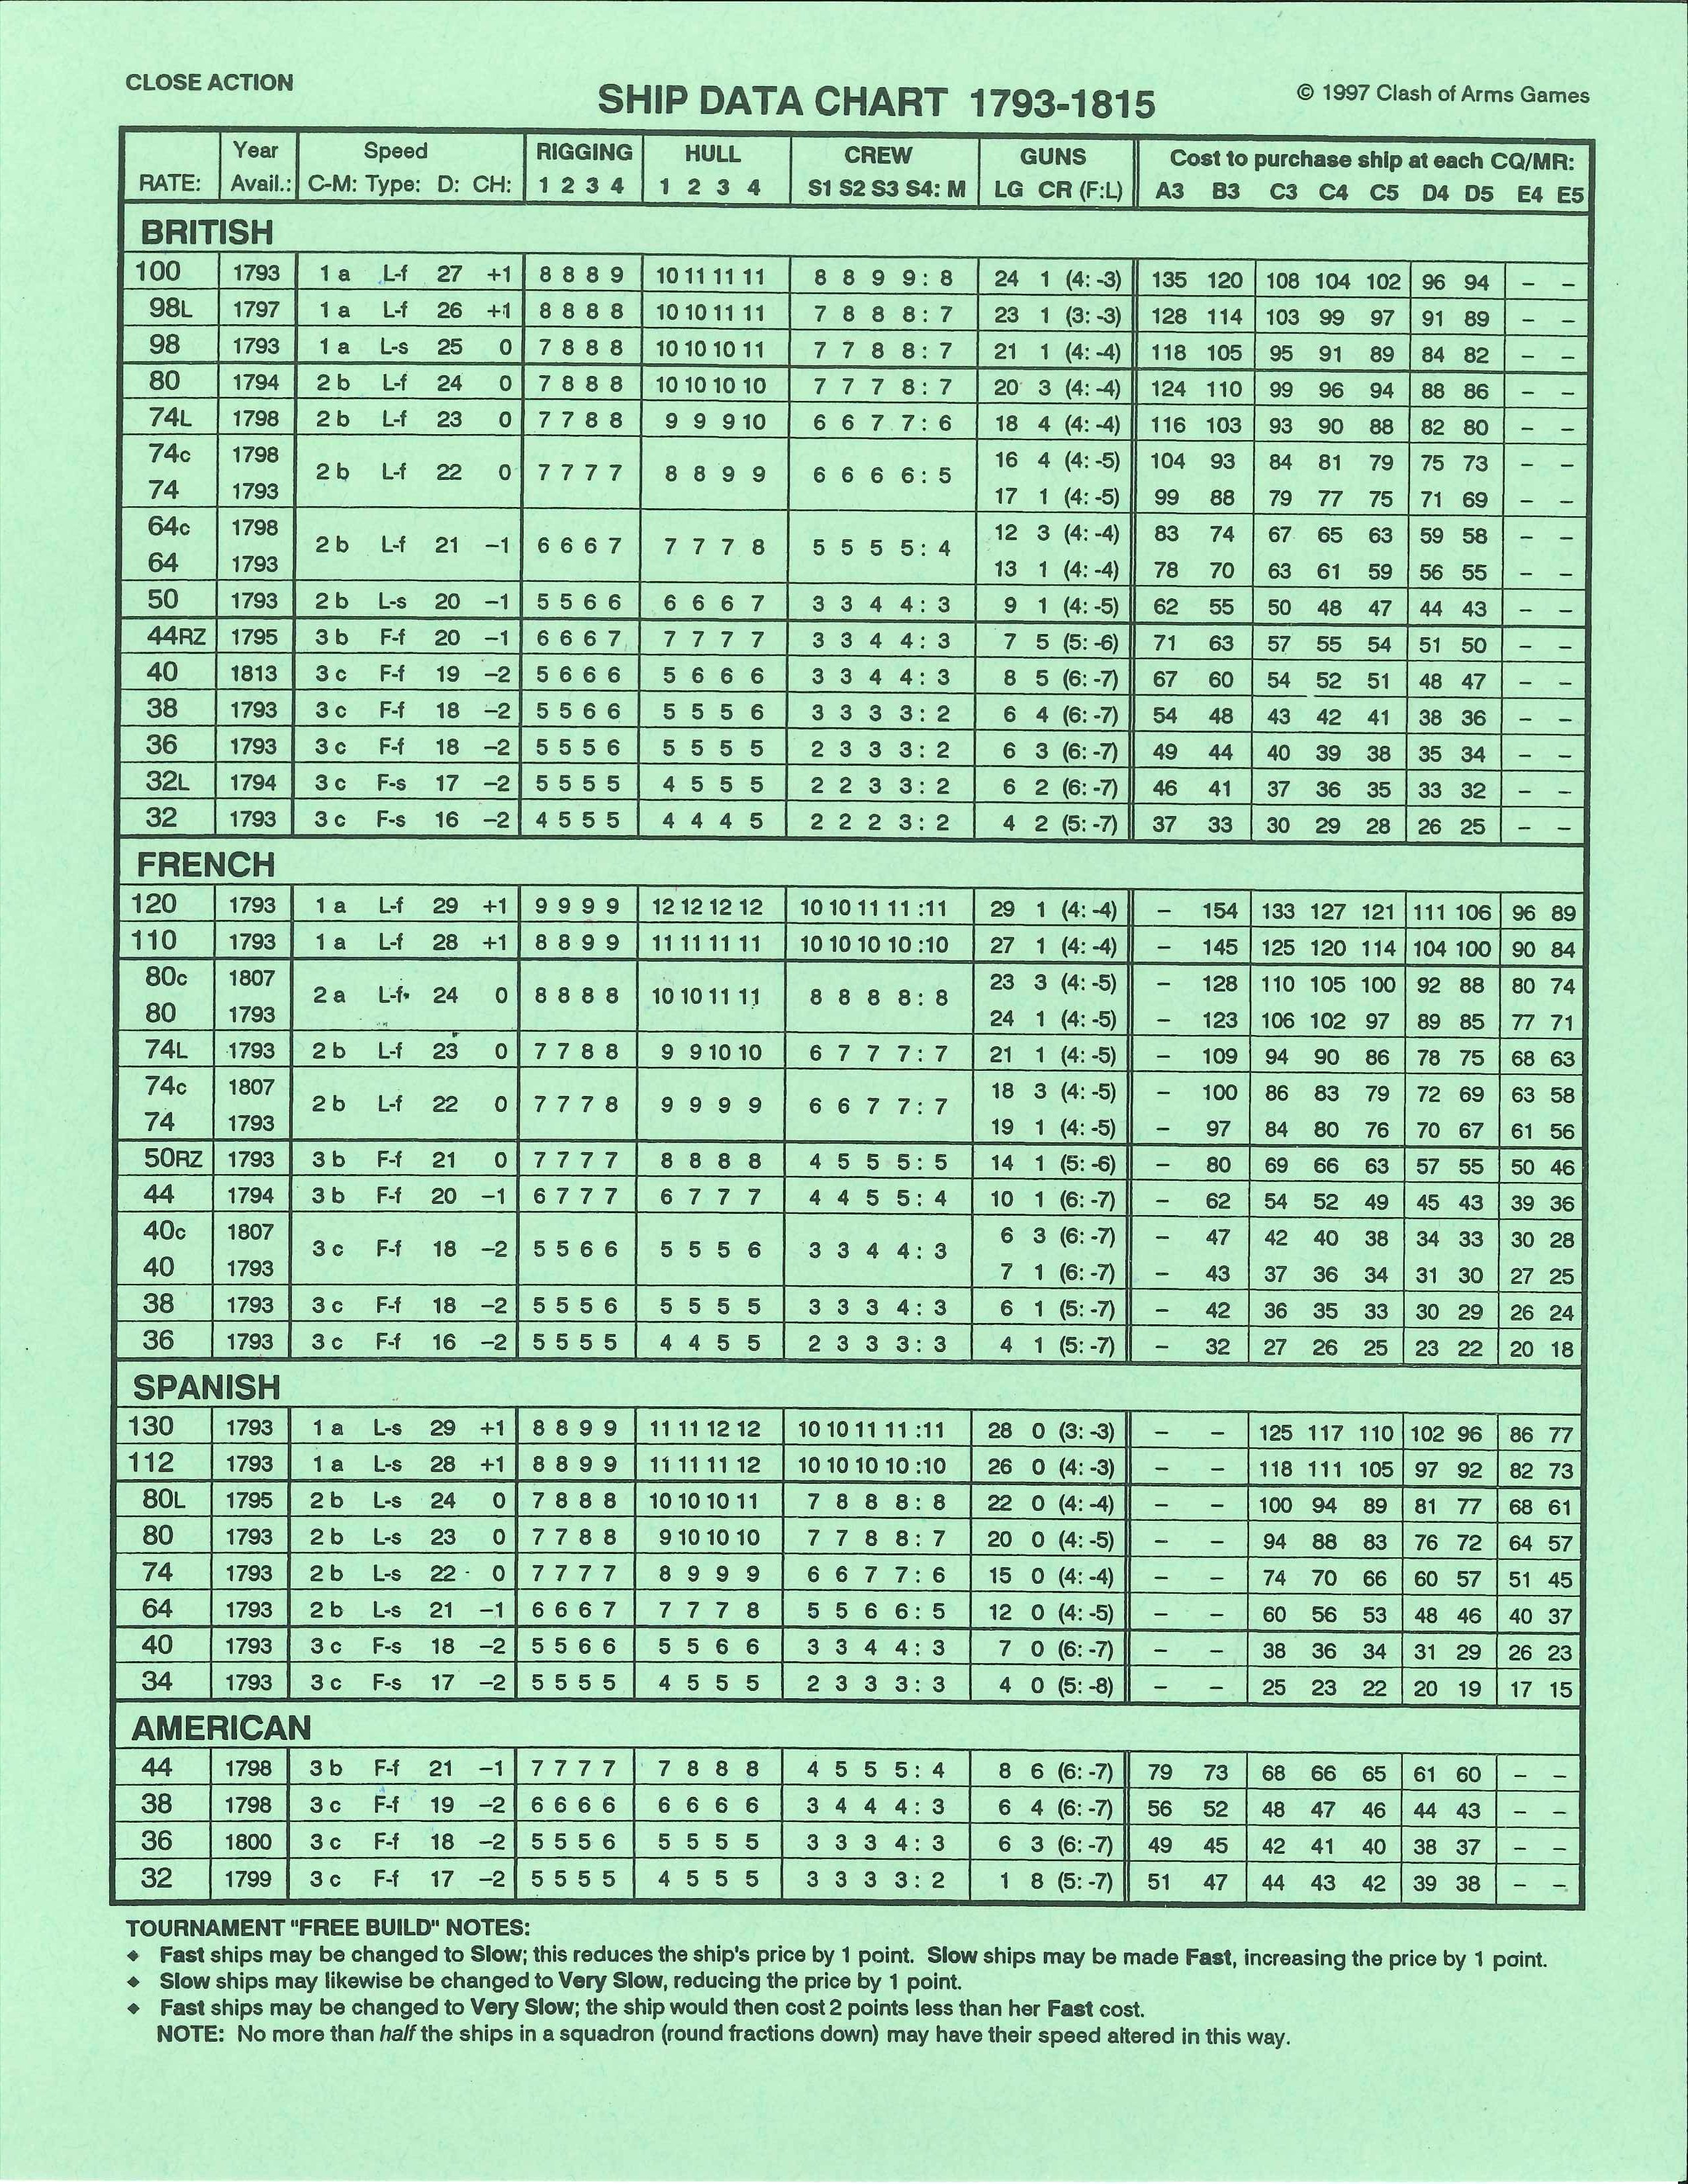 CLOSE ACTION
SHIP DATA CHART 1793-1815
© 1997 Clash of Arms Games
Year Speed RIGGING HULL CREW GUNS Cost to purchase ship at each CQ/MR:
RATE: Avail.: C-M: Type: D: CH: 1 2 3 4 1 2 3 4 S1 S2 S3 S4: M LG CR (F:L) A3 B3 C3 C4 C5 D4 D5 E4 E5
BRITISH
100 1793 1 a L-f 27 +1 8 8 8 9 10 11 11 11 8 8 9 9: 8 24 1 (4: -3) 135 120 108 104 102 96 94 – –
98L 1797 1 a L-f 26 +1 8 8 8 8 10 10 11 11 7 8 8 8: 7 23 1 (3: -3) 128 114 103 99 97 91 89 – –
98 1793 1 a L-s 25 0 7 8 8 8 10 10 10 11 7 7 8 8: 7 21 1 (4: -4) 118 105 95 91 89 84 82 – –
80 1794 2 b L-f 24 0 7 8 8 8 10 10 10 10 7 7 7 8: 7 20 3 (4: -4) 124 110 99 96 94 88 86 – –
74L 1798 2 b L-f 23 0 7 7 8 8 9 9 9 10 6 6 7 7: 6 18 4 (4: -4) 116 103 93 90 88 82 80 – –
74c 1798 16 4 (4: -5) 104 93 84 81 79 75 73 – –
2 b L-f 22 0 7 7 7 7 8 8 9 9 6 6 6 6: 5
74 1793 17 1 (4: -5) 99 88 79 77 75 71 69 – –
64c 1798 12 3 (4: -4) 83 74 67 65 63 59 58 – –
2 b L-f 21 –1 6 6 6 7 7 7 7 8 5 5 5 5: 4
64 1793 13 1 (4: -4) 78 70 63 61 59 56 55 – –
50 1793 2 b L-s 20 –1 5 5 6 6 6 6 6 7 3 3 4 4: 3 9 1 (4: -5) 62 55 50 48 47 44 43 – –
44RZ 1795 3 b F-f 20 –1 6 6 6 7 7 7 7 7 3 3 4 4: 3 7 5 (5: -6) 71 63 57 55 54 51 50 – –
40 1813 3 c F-f 19 –2 5 6 6 6 5 6 6 6 3 3 4 4: 3 8 5 (6: -7) 67 60 54 52 51 48 47 – –
38 1793 3 c F-f 18 –2 5 5 6 6 5 5 5 6 3 3 3 3: 2 6 4 (6: -7) 54 48 43 42 41 38 36 – –
36 1793 3 c F-f 18 –2 5 5 5 6 5 5 5 5 2 3 3 3: 2 6 3 (6: -7) 49 44 40 39 38 35 34 – –
32L 1794 3 c F-s 17 –2 5 5 5 5 4 5 5 5 2 2 3 3: 2 6 2 (6: -7) 46 41 37 36 35 33 32 – –
32 1793 3 c F-s 16 –2 4 5 5 5 4 4 4 5 2 2 2 3: 2 4 2 (5: -7) 37 33 30 29 28 26 25 – –
FRENCH
120 1793 1 a L-f 29 +1 9 9 9 9 12 12 12 12 10 10 11 11 :11 29 1 (4: -4) – 154 133 127 121 111 106 96 89
110 1793 1 a L-f 28 +1 8 8 9 9 11 11 11 11 10 10 10 10 :10 27 1 (4: -4) – 145 125 120 114 104 100 90 84
80c 1807 23 3 (4: -5) – 128 110 105 100 92 88 80 74
2 a L-f 24 0 8 8 8 8 10 10 11 11 8 8 8 8: 8
80 1793 24 1 (4: -5) – 123 106 102 97 89 85 77 71
74L 1793 2 b L-f 23 0 7 7 8 8 9 9 10 10 6 7 7 7: 7 21 1 (4: -5) – 109 94 90 86 78 75 68 63
74c 1807 18 3 (4: -5) – 100 86 83 79 72 69 63 58
2 b L-f 22 0 7 7 7 8 9 9 9 9 6 6 7 7: 7
74 1793 19 1 (4: -5) – 97 84 80 76 70 67 61 56
50RZ 1793 3 b F-f 21 0 7 7 7 7 8 8 8 8 4 5 5 5: 5 14 1 (5: -6) – 80 69 66 63 57 55 50 46
44 1794 3 b F-f 20 –1 6 7 7 7 6 7 7 7 4 4 5 5: 4 10 1 (6: -7) – 62 54 52 49 45 43 39 36
40c 1807 6 3 (6: -7) – 47 42 40 38 34 33 30 28
3 c F-f 18 –2 5 5 6 6 5 5 5 6 3 3 4 4: 3
40 1793 7 1 (6: -7) – 43 37 36 34 31 30 27 25
38 1793 3 c F-f 18 –2 5 5 5 6 5 5 5 5 3 3 3 4: 3 6 1 (5: -7) – 42 36 35 33 30 29 26 24
36 1793 3 c F-f 16 –2 5 5 5 5 4 4 5 5 2 3 3 3: 3 4 1 (5: -7) – 32 27 26 25 23 22 20 18
SPANISH
130 1793 1 a L-s 29 +1 8 8 9 9 11 11 12 12 10 10 11 11 :11 28 0 (3: -3) – – 125 117 110 102 96 86 77
112 1793 1 a L-s 28 +1 8 8 9 9 11 11 11 12 10 10 10 10 :10 26 0 (4: -3) – – 118 111 105 97 92 82 73
80L 1795 2 b L-s 24 0 7 8 8 8 10 10 10 11 7 8 8 8: 8 22 0 (4: -4) – – 100 94 89 81 77 68 61
80 1793 2 b L-s 23 0 7 7 8 8 9 10 10 10 7 7 8 8: 7 20 0 (4: -5) – – 94 88 83 76 72 64 57
74 1793 2 b L-s 22 0 7 7 7 7 8 9 9 9 6 6 7 7: 6 15 0 (4: -4) – – 74 70 66 60 57 51 45
64 1793 2 b L-s 21 –1 6 6 6 7 7 7 7 8 5 5 6 6: 5 12 0 (4: -5) – – 60 56 53 48 46 40 37
40 1793 3 c F-s 18 –2 5 5 6 6 5 5 6 6 3 3 4 4: 3 7 0 (6: -7) – – 38 36 34 31 29 26 23
34 1793 3 c F-s 17 –2 5 5 5 5 4 5 5 5 2 3 3 3: 3 4 0 (5: -8) – – 25 23 22 20 19 17 15
AMERICAN
44 1798 3 b F-f 21 –1 7 7 7 7 7 8 8 8 4 5 5 5: 4 8 6 (6: -7) 79 73 68 66 65 61 60 – –
38 1798 3 c F-f 19 –2 6 6 6 6 6 6 6 6 3 4 4 4: 3 6 4 (6: -7) 56 52 48 47 46 44 43 – –
36 1800 3 c F-f 18 –2 5 5 5 6 5 5 5 5 3 3 3 4: 3 6 3 (6: -7) 49 45 42 41 40 38 37 – –
32 1799 3 c F-f 17 –2 5 5 5 5 4 5 5 5 3 3 3 3: 2 1 8 (5: -7) 51 47 44 43 42 39 38 – –
TOURNAMENT "FREE BUILD" NOTES:
◆ Fast ships may be changed to Slow; this reduces the ship's price by 1 point. Slow ships may be made Fast, increasing the price by 1 point.
◆ Slow ships may likewise be changed to Very Slow, reducing the price by 1 point.
◆ Fast ships may be changed to Very Slow; the ship would then cost 2 points less than her Fast cost.
NOTE: No more than half the ships in a squadron (round fractions down) may have their speed altered in this way.